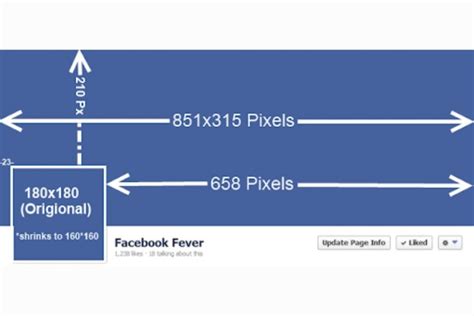 210 Px
851x315 Pixels
-23-
658 Pixels
180x180
(Origional)
*shrinks to 160*160
Facebook Fever
1,238 likes · 18 talking about this
Update Page Info
✓ Liked